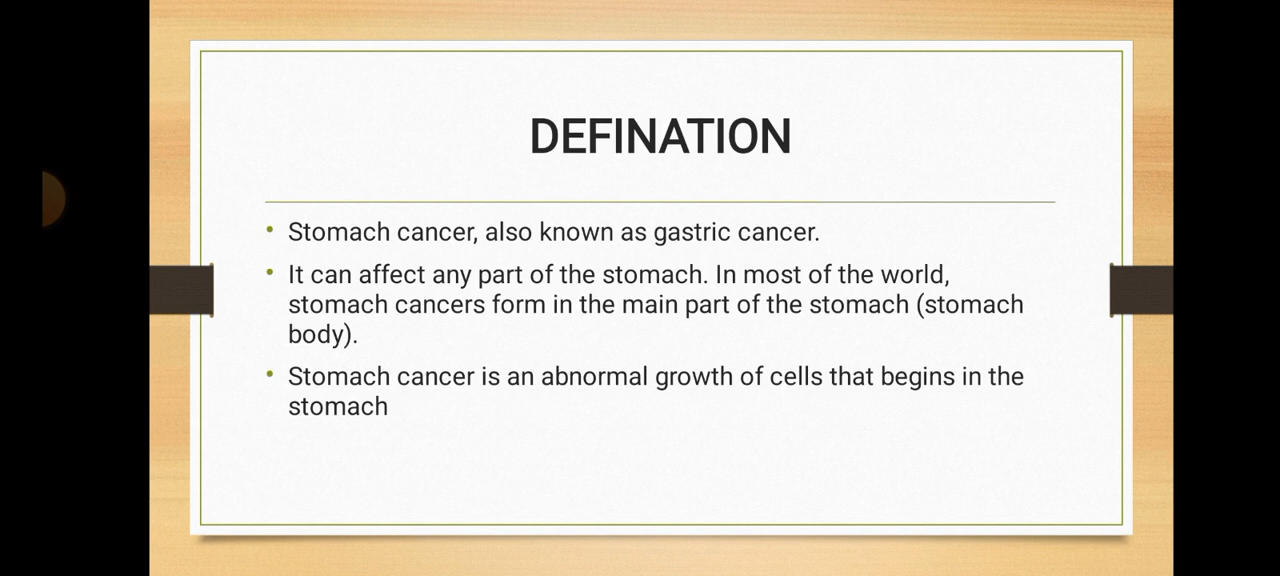 DEFINATION
• Stomach cancer, also known as gastric cancer.
• It can affect any part of the stomach. In most of the world,
stomach cancers form in the main part of the stomach (stomach
body).
• Stomach cancer is an abnormal growth of cells that begins in the
stomach